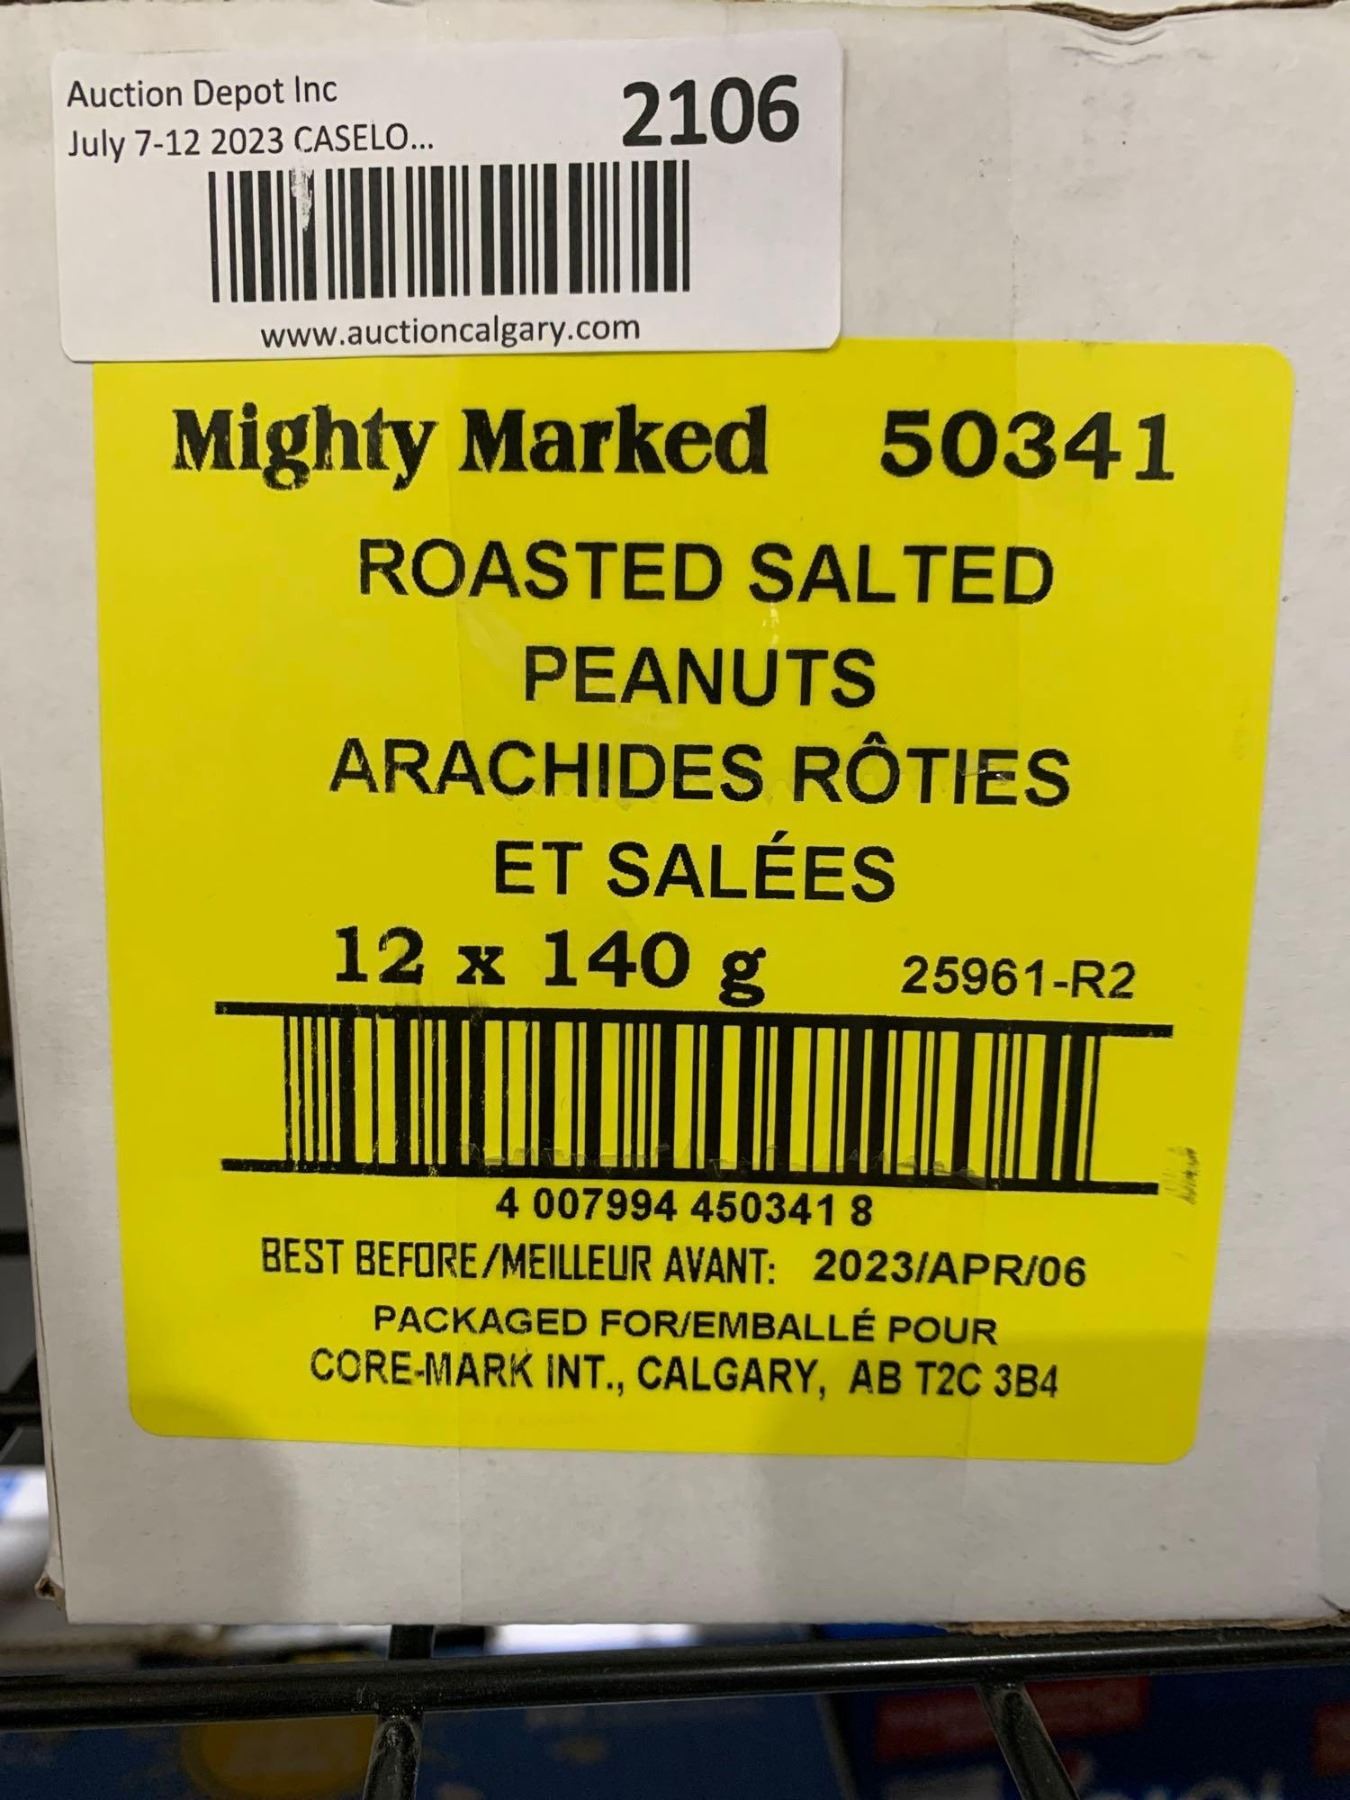 Auction Depot Inc
2106
July 7-12 2023 CASELO...
www.auctioncalgary.com
Mighty Marked 50341
ROASTED SALTED
PEANUTS
ARACHIDES RÔTIES
ET SALÉES
12 x 140 g 25961-R2
4 007994 450341 8
BEST BEFORE/MEILLEUR AVANT: 2023/APR/06
PACKAGED FOR/EMBALLÉ POUR
CORE-MARK INT., CALGARY, AB T2C 3B4